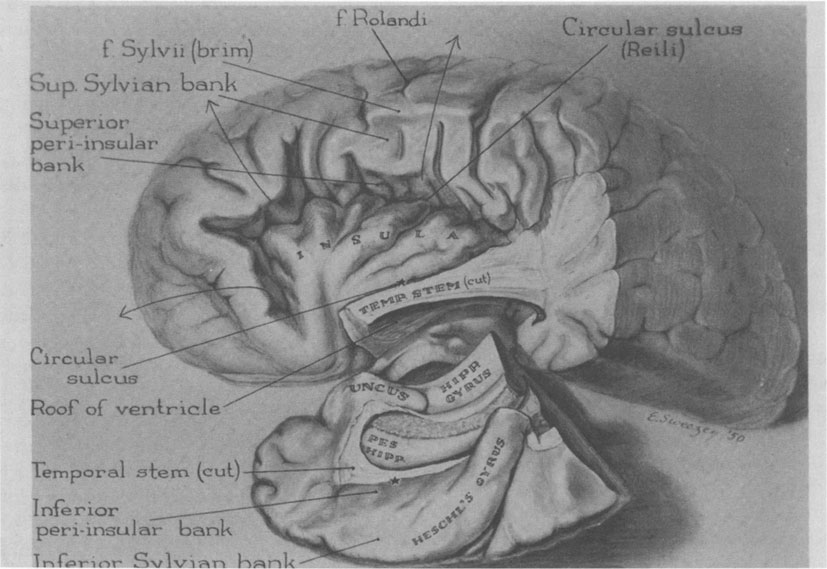 f. Rolandi
Circular sulcus
(Reili)
f. Sylvii (brim)
Sup. Sylvian bank
Superior
peri-insular
bank
INSULA
TEMP. STEM (cut)
Circular
sulcus
Roof of ventricle
UNCUS
HIPP.
GYRUS
PES
HIPP.
HESCHL'S GYRUS
E. Sweezey '50
Temporal stem (cut)
Inferior
peri-insular bank
Inferior Sylvian bank